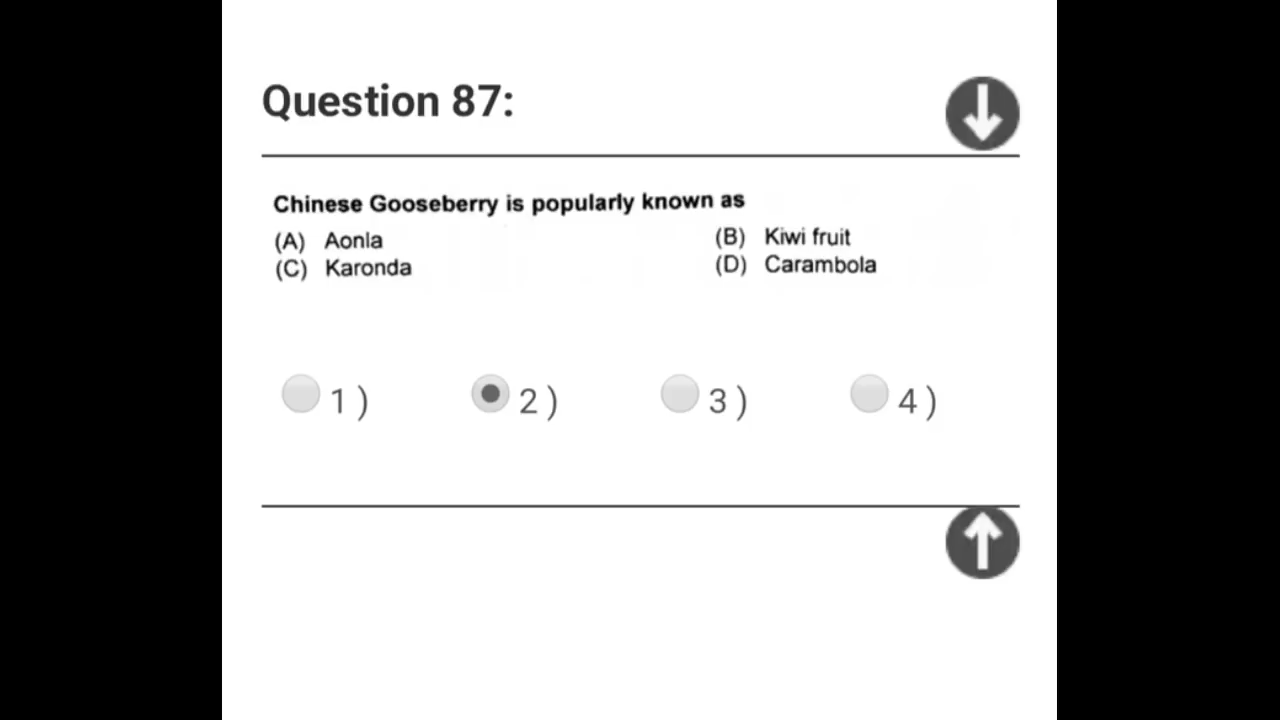 Question 87:
Chinese Gooseberry is popularly known as
(A) Aonla (B) Kiwi fruit
(C) Karonda (D) Carambola
1 ) 2 ) 3 ) 4 )